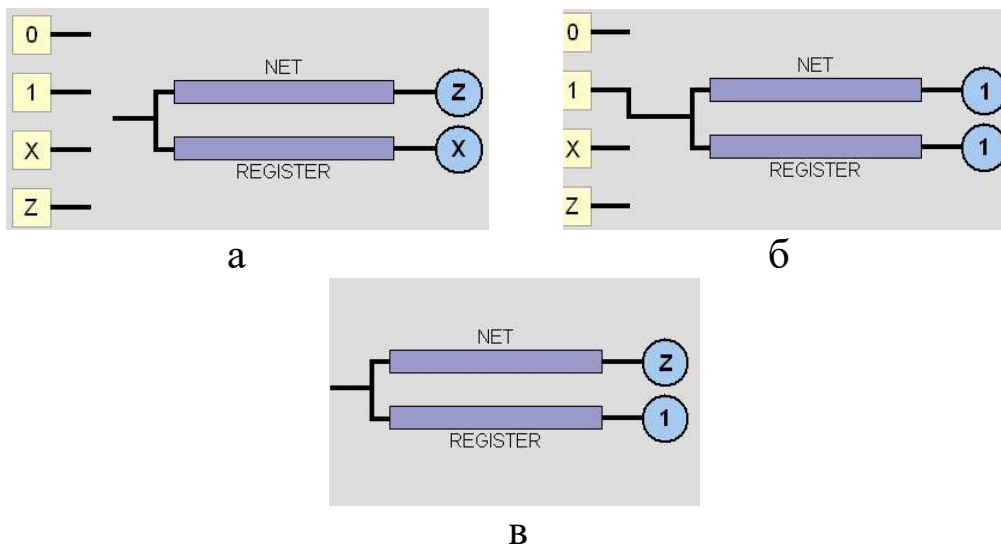 0
1
X
Z
NET
Z
X
REGISTER
а
0
1
X
Z
NET
1
1
REGISTER
б
NET
Z
1
REGISTER
в